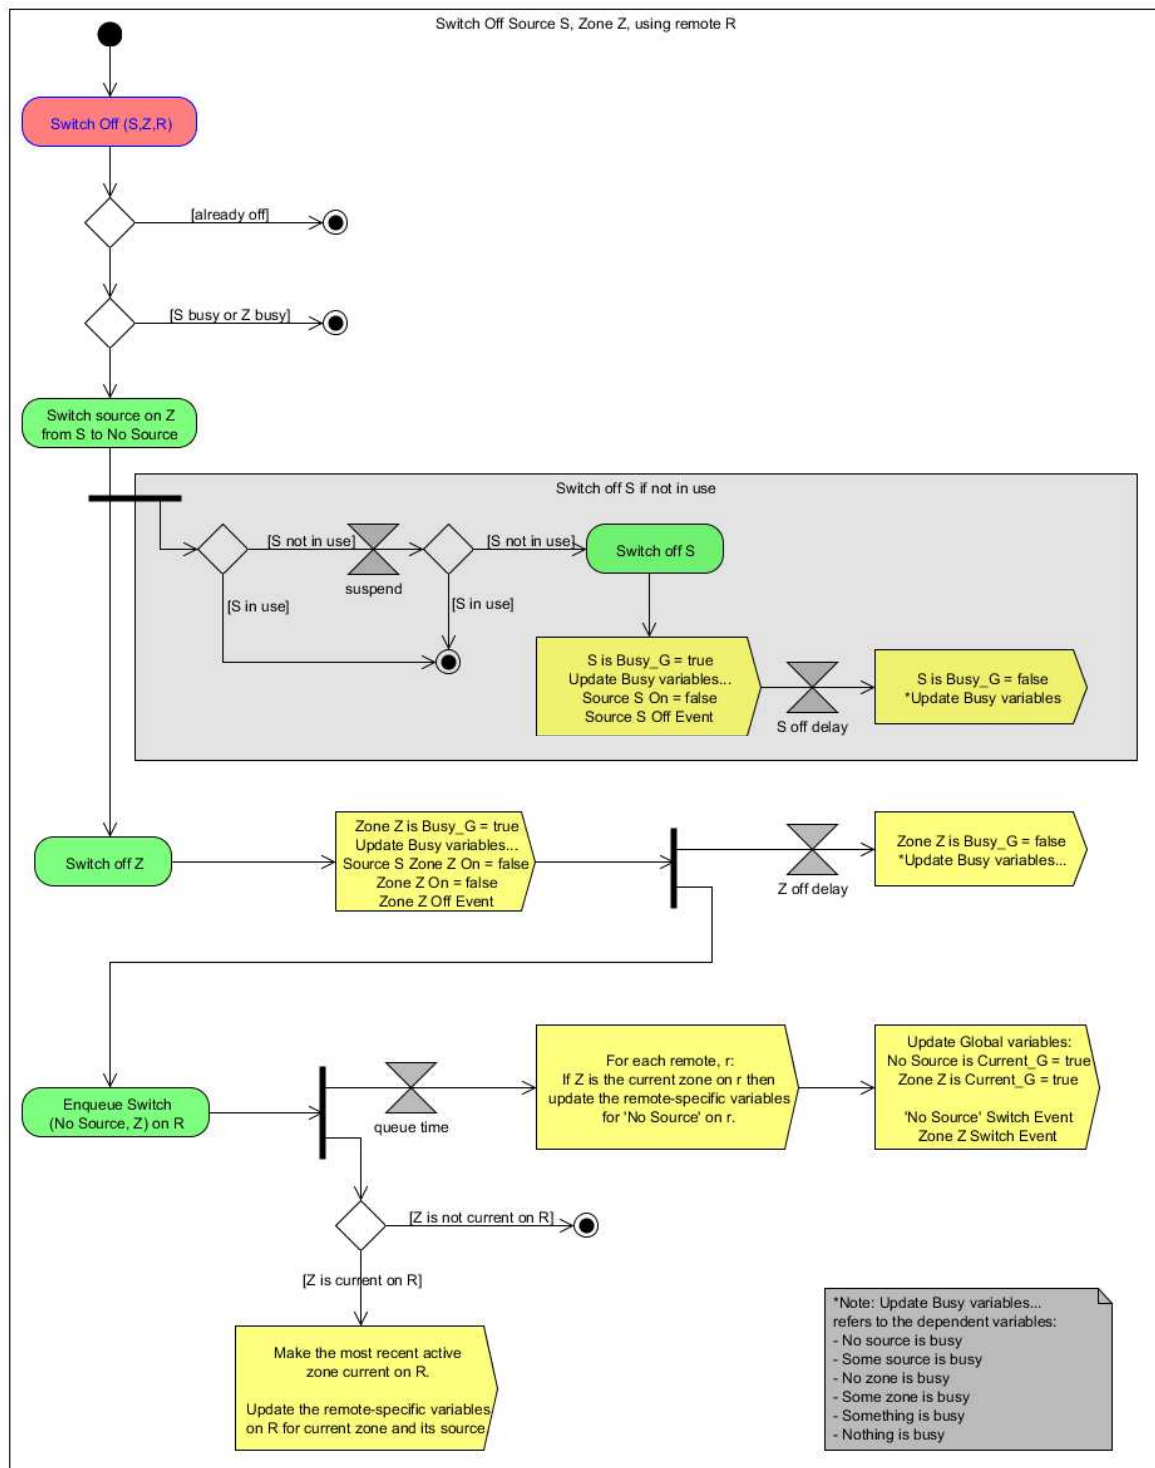 Switch Off Source S, Zone Z, using remote R
Switch Off (S,Z,R)
[already off]
[S busy or Z busy]
Switch source on Z
from S to No Source
Switch off S if not in use
[S not in use]
[S not in use]
Switch off S
suspend
[S in use]
[S in use]
S is Busy_G = true
Update Busy variables...
Source S On = false
Source S Off Event
S off delay
S is Busy_G = false
*Update Busy variables
Switch off Z
Zone Z is Busy_G = true
Update Busy variables...
Source S Zone Z On = false
Zone Z On = false
Zone Z Off Event
Z off delay
Zone Z is Busy_G = false
*Update Busy variables...
Enqueue Switch
(No Source, Z) on R
queue time
For each remote, r:
If Z is the current zone on r then
update the remote-specific variables
for 'No Source' on r.
Update Global variables:
No Source is Current_G = true
Zone Z is Current_G = true
'No Source' Switch Event
Zone Z Switch Event
[Z is not current on R]
[Z is current on R]
Make the most recent active
zone current on R.
Update the remote-specific variables
on R for current zone and its source
*Note: Update Busy variables...
refers to the dependent variables:
- No source is busy
- Some source is busy
- No zone is busy
- Some zone is busy
- Something is busy
- Nothing is busy